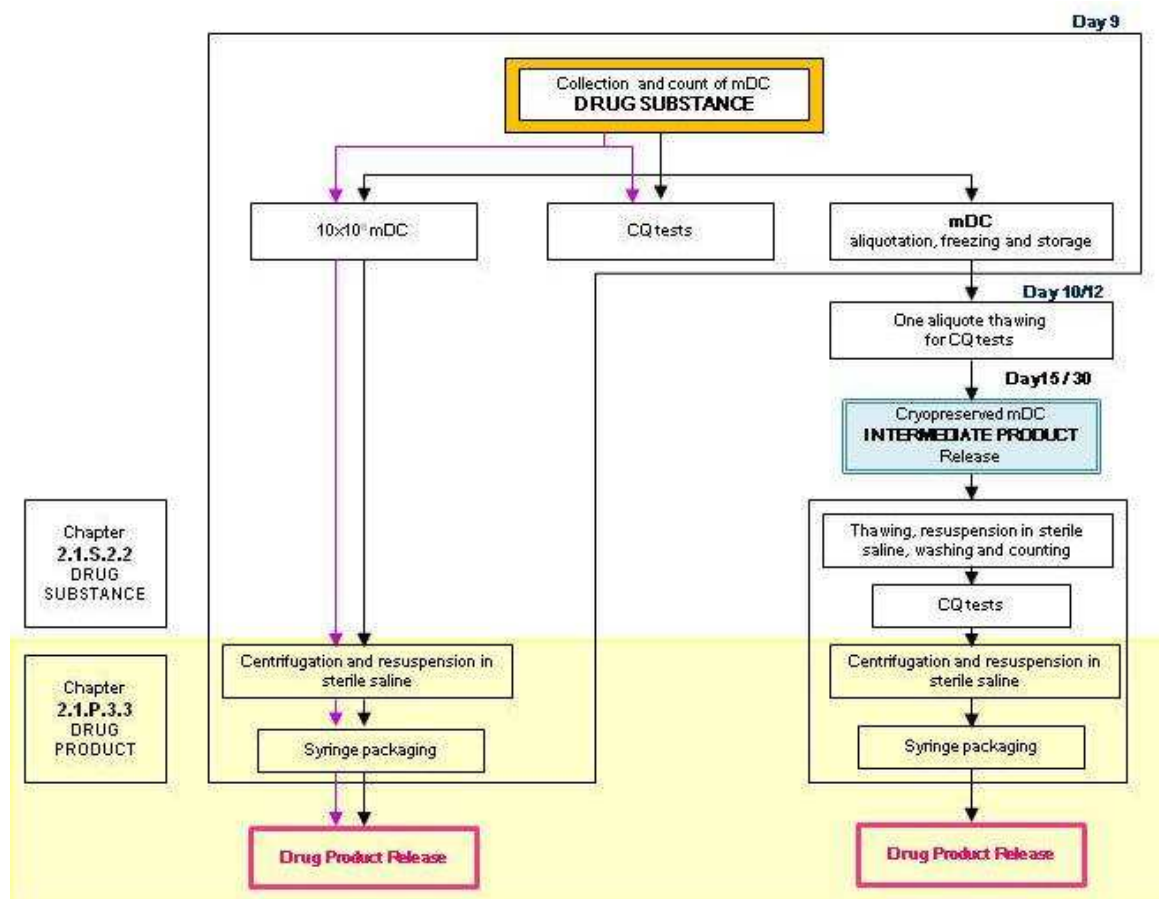 Day 9
Collection and count of mDC
DRUG SUBSTANCE
mDC
CQ tests
mDC
aliquotation, freezing and storage
Day 10/12
One aliquote thawing
for CQ tests
Day15 / 30
Cryopreserved mDC
INTERMEDIATE PRODUCT
Release
Chapter
2.1.S.2.2
DRUG
SUBSTANCE
Thawing, resuspension in sterile
saline, washing and counting
CQ tests
Chapter
2.1.P.3.3
DRUG
PRODUCT
Centrifugation and resuspension in
sterile saline
Centrifugation and resuspension in
sterile saline
Syringe packaging
Syringe packaging
Drug Product Release
Drug Product Release